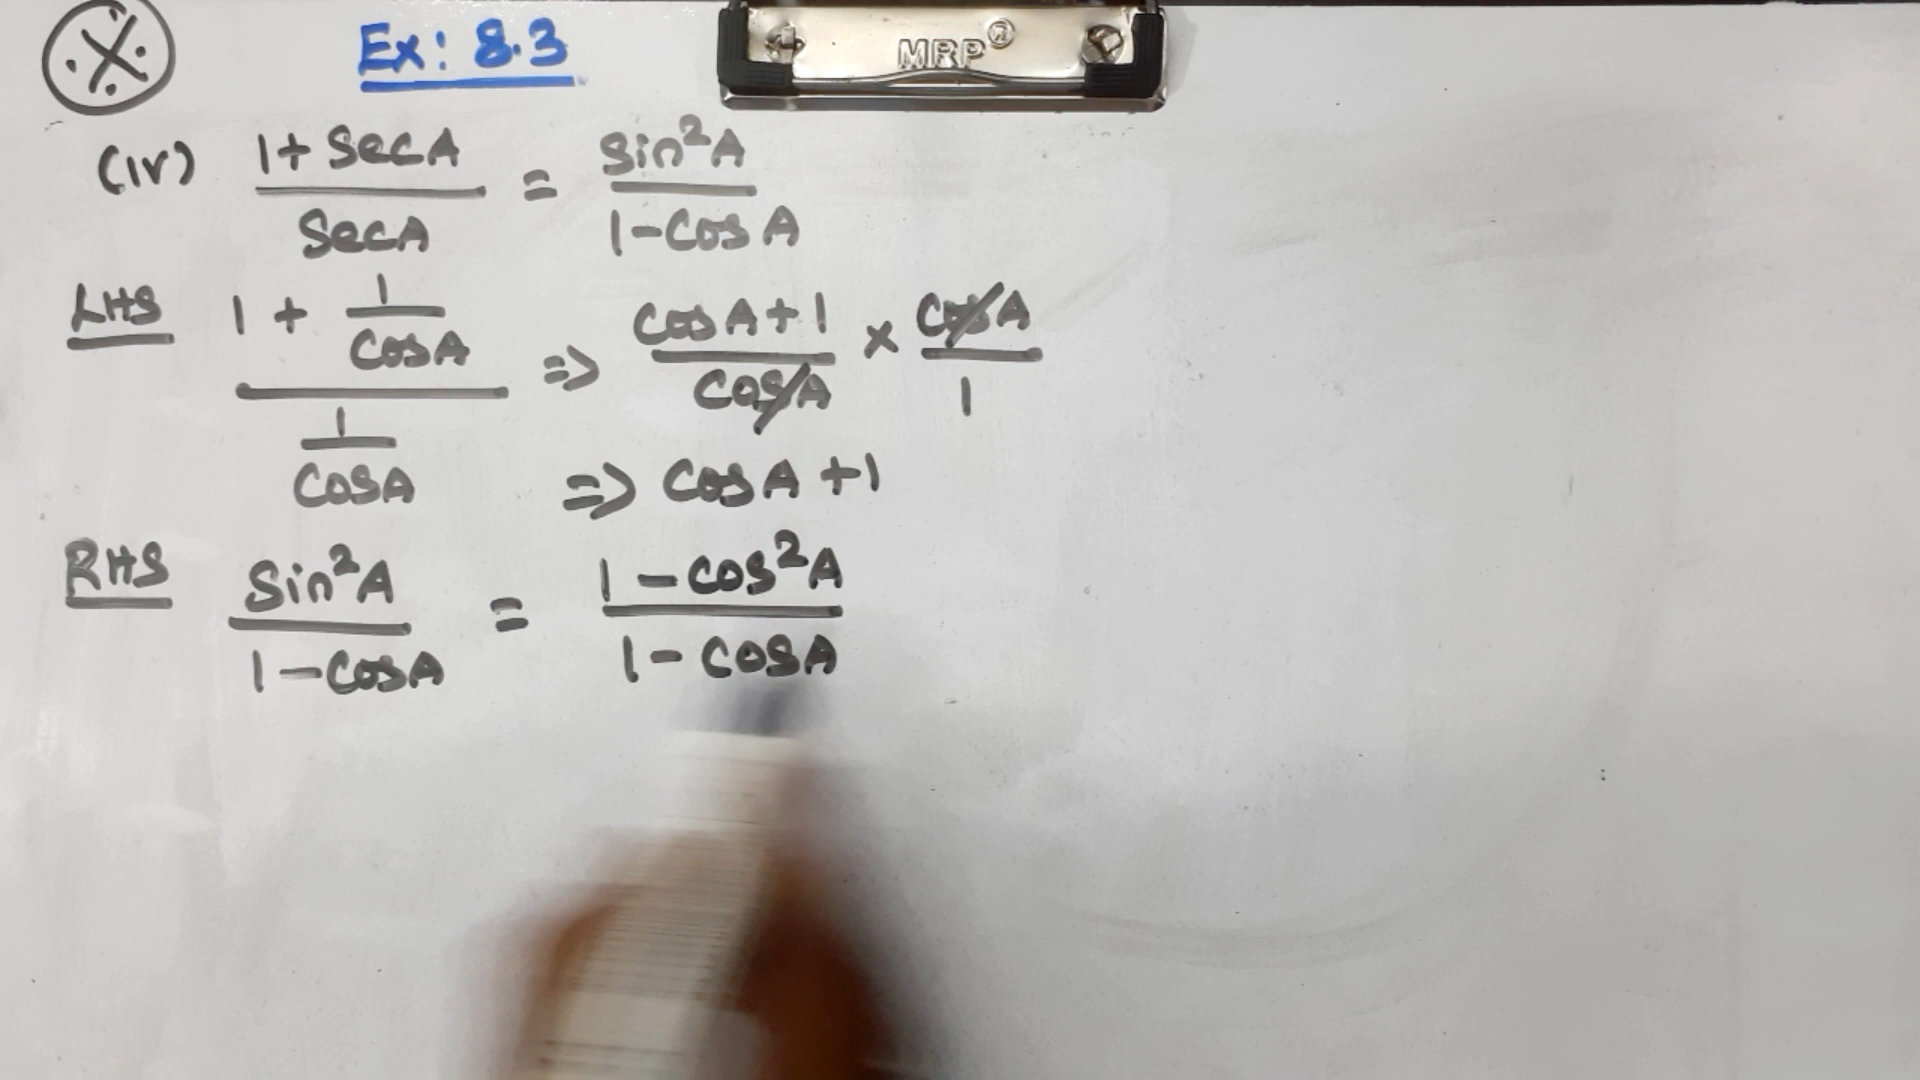 Ex: 8.3
MRP®
(iv) 1+ SecA / SecA = Sin²A / 1-Cos A
LHS 1 + 1/CosA / 1/CosA => CosA+1 / CosA × CosA / 1
=> CosA +1
RHS Sin²A / 1-CosA = 1-Cos²A / 1-CosA